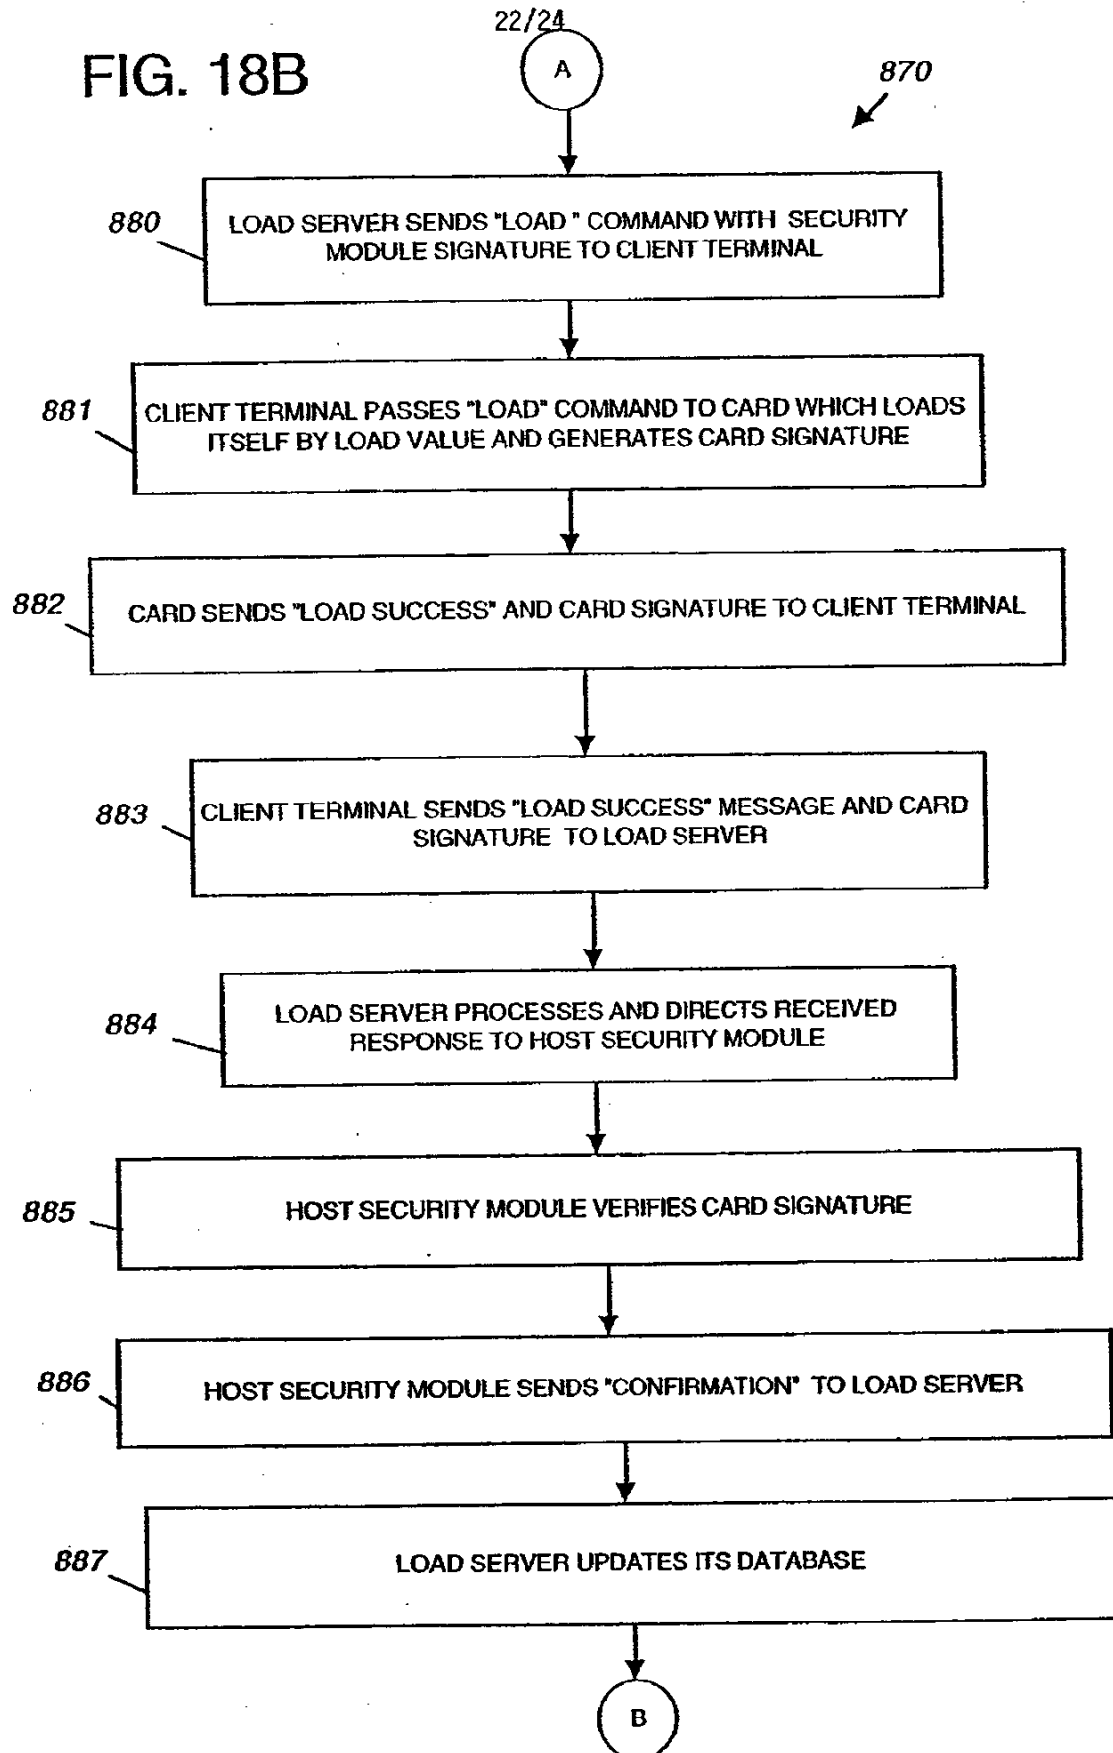 22/24
FIG. 18B
A
870
880
LOAD SERVER SENDS "LOAD " COMMAND WITH SECURITY
MODULE SIGNATURE TO CLIENT TERMINAL
881
CLIENT TERMINAL PASSES "LOAD" COMMAND TO CARD WHICH LOADS
ITSELF BY LOAD VALUE AND GENERATES CARD SIGNATURE
882
CARD SENDS "LOAD SUCCESS" AND CARD SIGNATURE TO CLIENT TERMINAL
883
CLIENT TERMINAL SENDS "LOAD SUCCESS" MESSAGE AND CARD
SIGNATURE TO LOAD SERVER
884
LOAD SERVER PROCESSES AND DIRECTS RECEIVED
RESPONSE TO HOST SECURITY MODULE
885
HOST SECURITY MODULE VERIFIES CARD SIGNATURE
886
HOST SECURITY MODULE SENDS "CONFIRMATION" TO LOAD SERVER
887
LOAD SERVER UPDATES ITS DATABASE
B